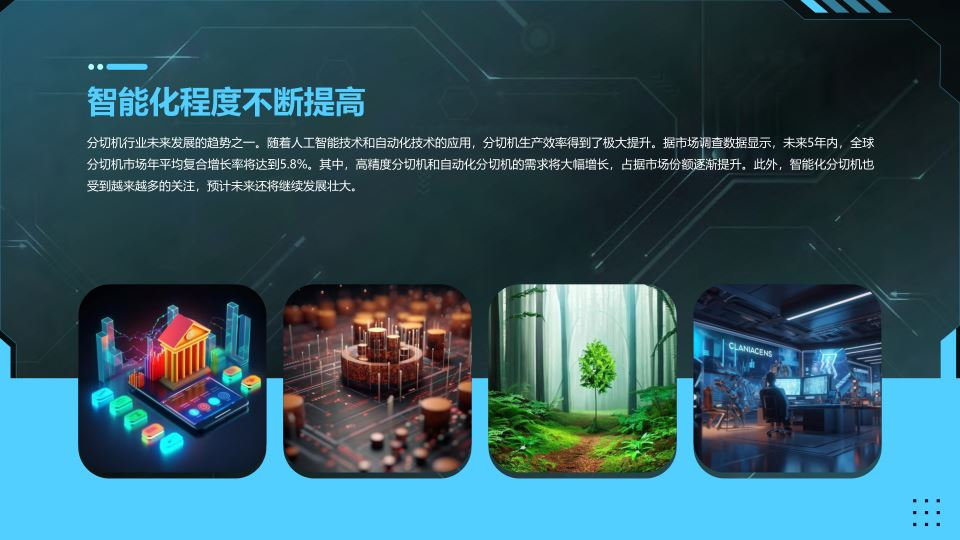 智能化程度不断提高
分切机行业未来发展的趋势之一。随着人工智能技术和自动化技术的应用，分切机生产效率得到了极大提升。据市场调查数据显示，未来5年内，全球
分切机市场年平均复合增长率将达到5.8%。其中，高精度分切机和自动化分切机的需求将大幅增长，占据市场份额逐渐提升。此外，智能化分切机也
受到越来越多的关注，预计未来还将继续发展壮大。
CLANIACENS